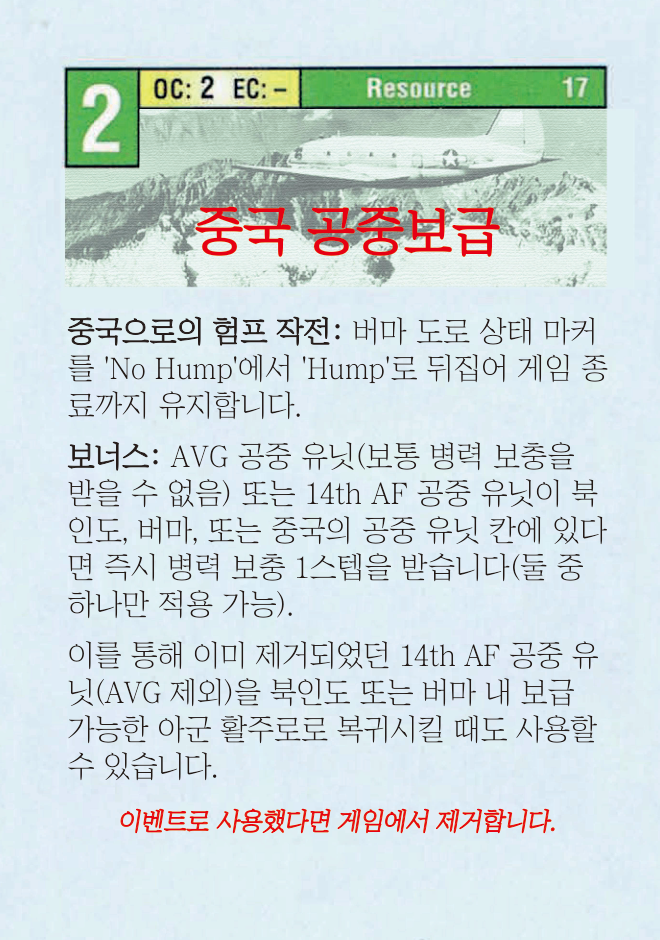 2
OC: 2 EC: –
Resource
17
중국 공중보급
중국으로의 험프 작전: 버마 도로 상태 마커
를 'No Hump'에서 'Hump'로 뒤집어 게임 종
료까지 유지합니다.
보너스: AVG 공중 유닛(보통 병력 보충을
받을 수 없음) 또는 14th AF 공중 유닛이 북
인도, 버마, 또는 중국의 공중 유닛 칸에 있다
면 즉시 병력 보충 1스텝을 받습니다(둘 중
하나만 적용 가능).
이를 통해 이미 제거되었던 14th AF 공중 유
닛(AVG 제외)을 북인도 또는 버마 내 보급
가능한 아군 활주로로 복귀시킬 때도 사용할
수 있습니다.
이벤트로 사용했다면 게임에서 제거합니다.